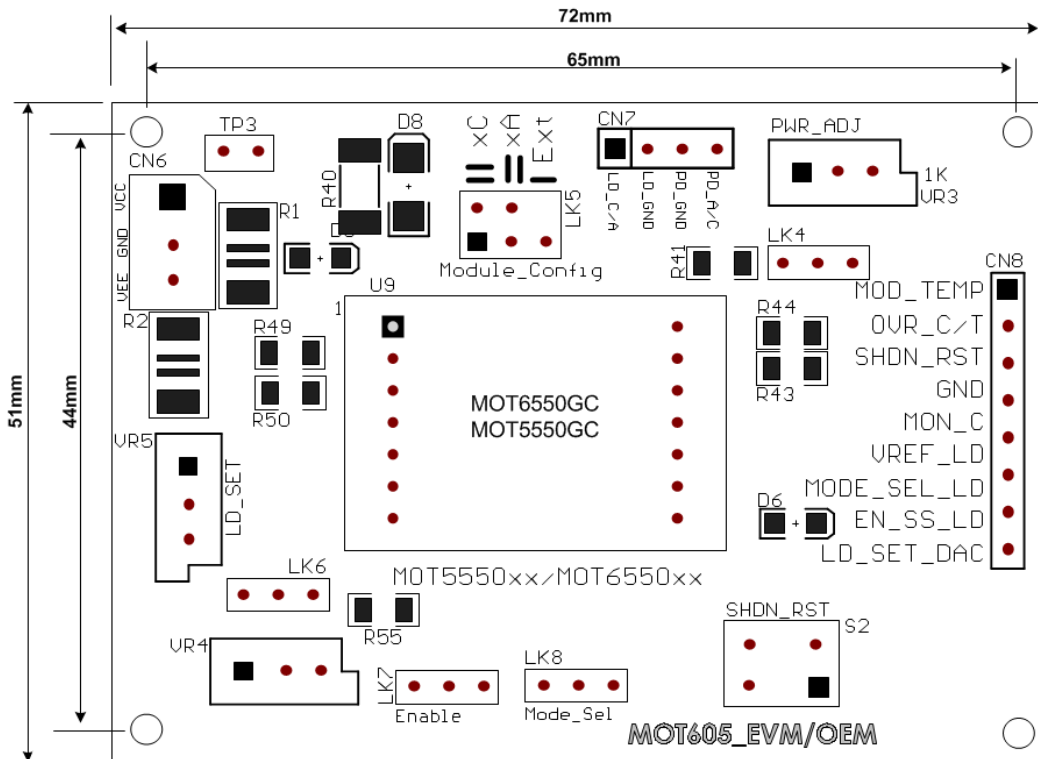 72mm
65mm
51mm
44mm
TP3
CN6
VCC
GND
VEE
R1
R2
R40
D8
xC
xA
Ext
LK5
Module_Config
CN7
LD_C/A
LD_GND
PD_GND
PD_A/C
PWR_ADJ
1K
VR3
R41
LK4
CN8
MOD_TEMP
OVR_C/T
SHDN_RST
GND
MON_C
VREF_LD
MODE_SEL_LD
EN_SS_LD
LD_SET_DAC
R44
R43
D6
U9
1
MOT6550GC
MOT5550GC
MOT5550xx/MOT6550xx
R49
R50
VR5
LD_SET
LK6
R55
VR4
LK7
Enable
LK8
Mode_Sel
SHDN_RST
S2
MOT605_EVM/OEM